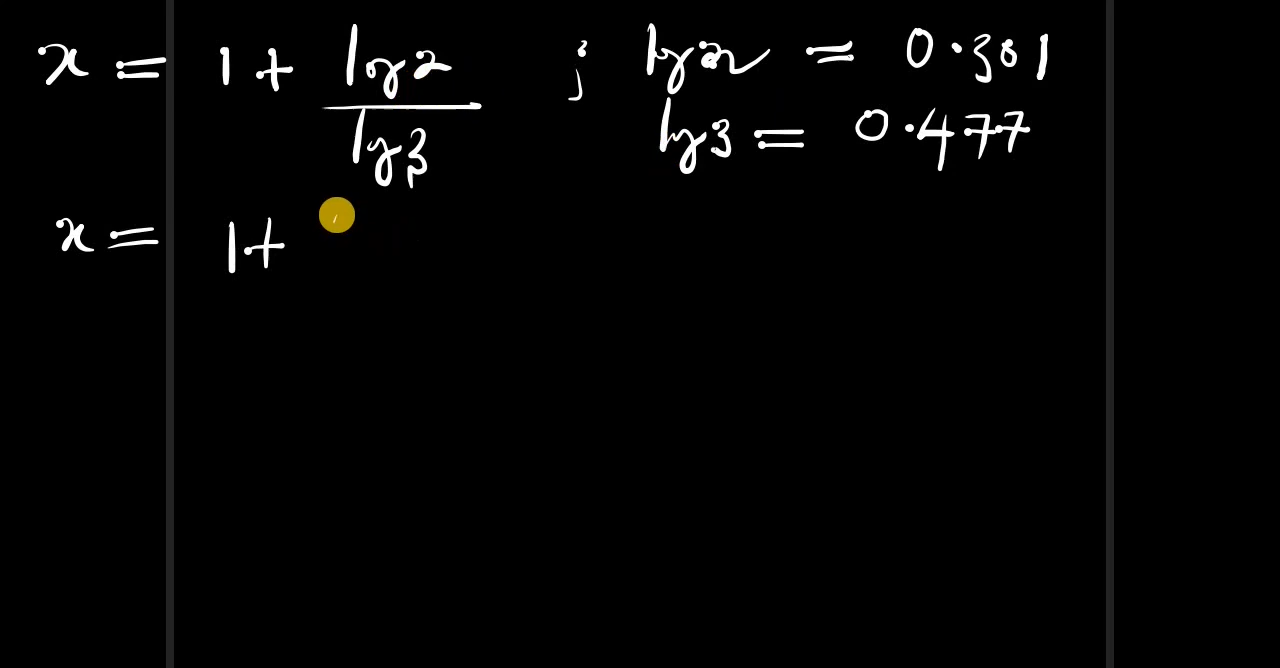 x = 1 + log2 / log3 ; log2 = 0.301
log3 = 0.477
x = 1+